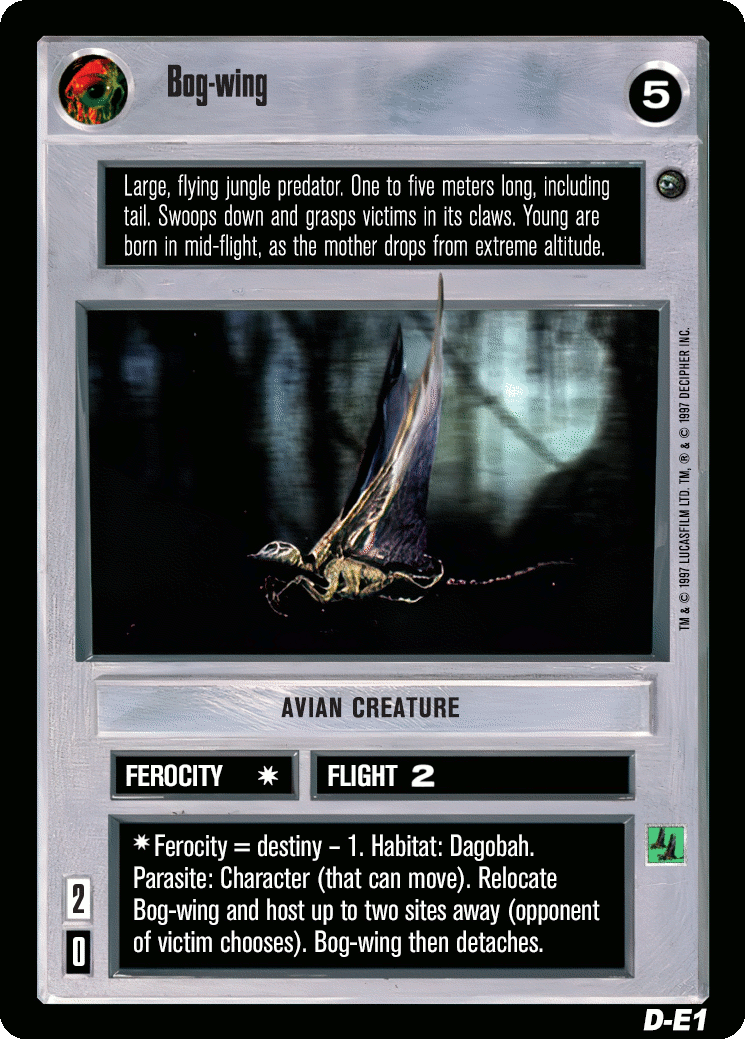 Bog-wing
5
Large, flying jungle predator. One to five meters long, including
tail. Swoops down and grasps victims in its claws. Young are
born in mid-flight, as the mother drops from extreme altitude.
TM & © 1997 LUCASFILM LTD. TM, ® & © 1997 DECIPHER INC.
AVIAN CREATURE
FEROCITY ✷
FLIGHT 2
✷ Ferocity = destiny – 1. Habitat: Dagobah.
Parasite: Character (that can move). Relocate
Bog-wing and host up to two sites away (opponent
of victim chooses). Bog-wing then detaches.
2
0
D-E1